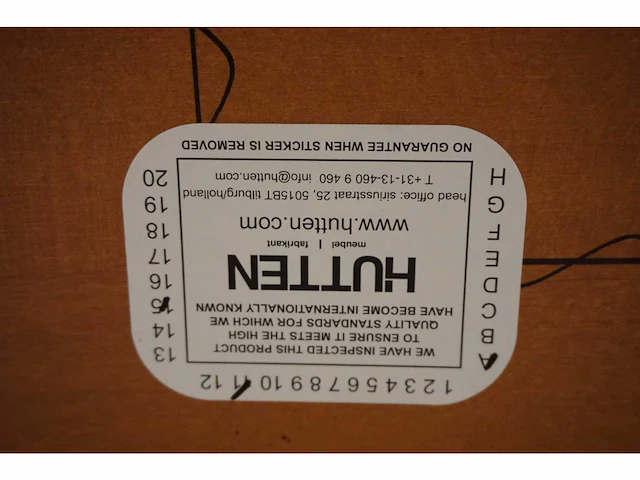 1 2 3 4 5 6 7 8 9 10 11 12
A
B
C
D
E
F
G
H
WE HAVE INSPECTED THIS PRODUCT
TO ENSURE IT MEETS THE HIGH
QUALITY STANDARDS FOR WHICH WE
HAVE BECOME INTERNATIONALLY KNOWN
HUTTEN
meubel | fabrikant
www.hutten.com
head office: siriusstraat 25, 5015BT tilburg/holland
T +31-13-460 9 460 info@hutten.com
13
14
15
16
17
18
19
20
NO GUARANTEE WHEN STICKER IS REMOVED